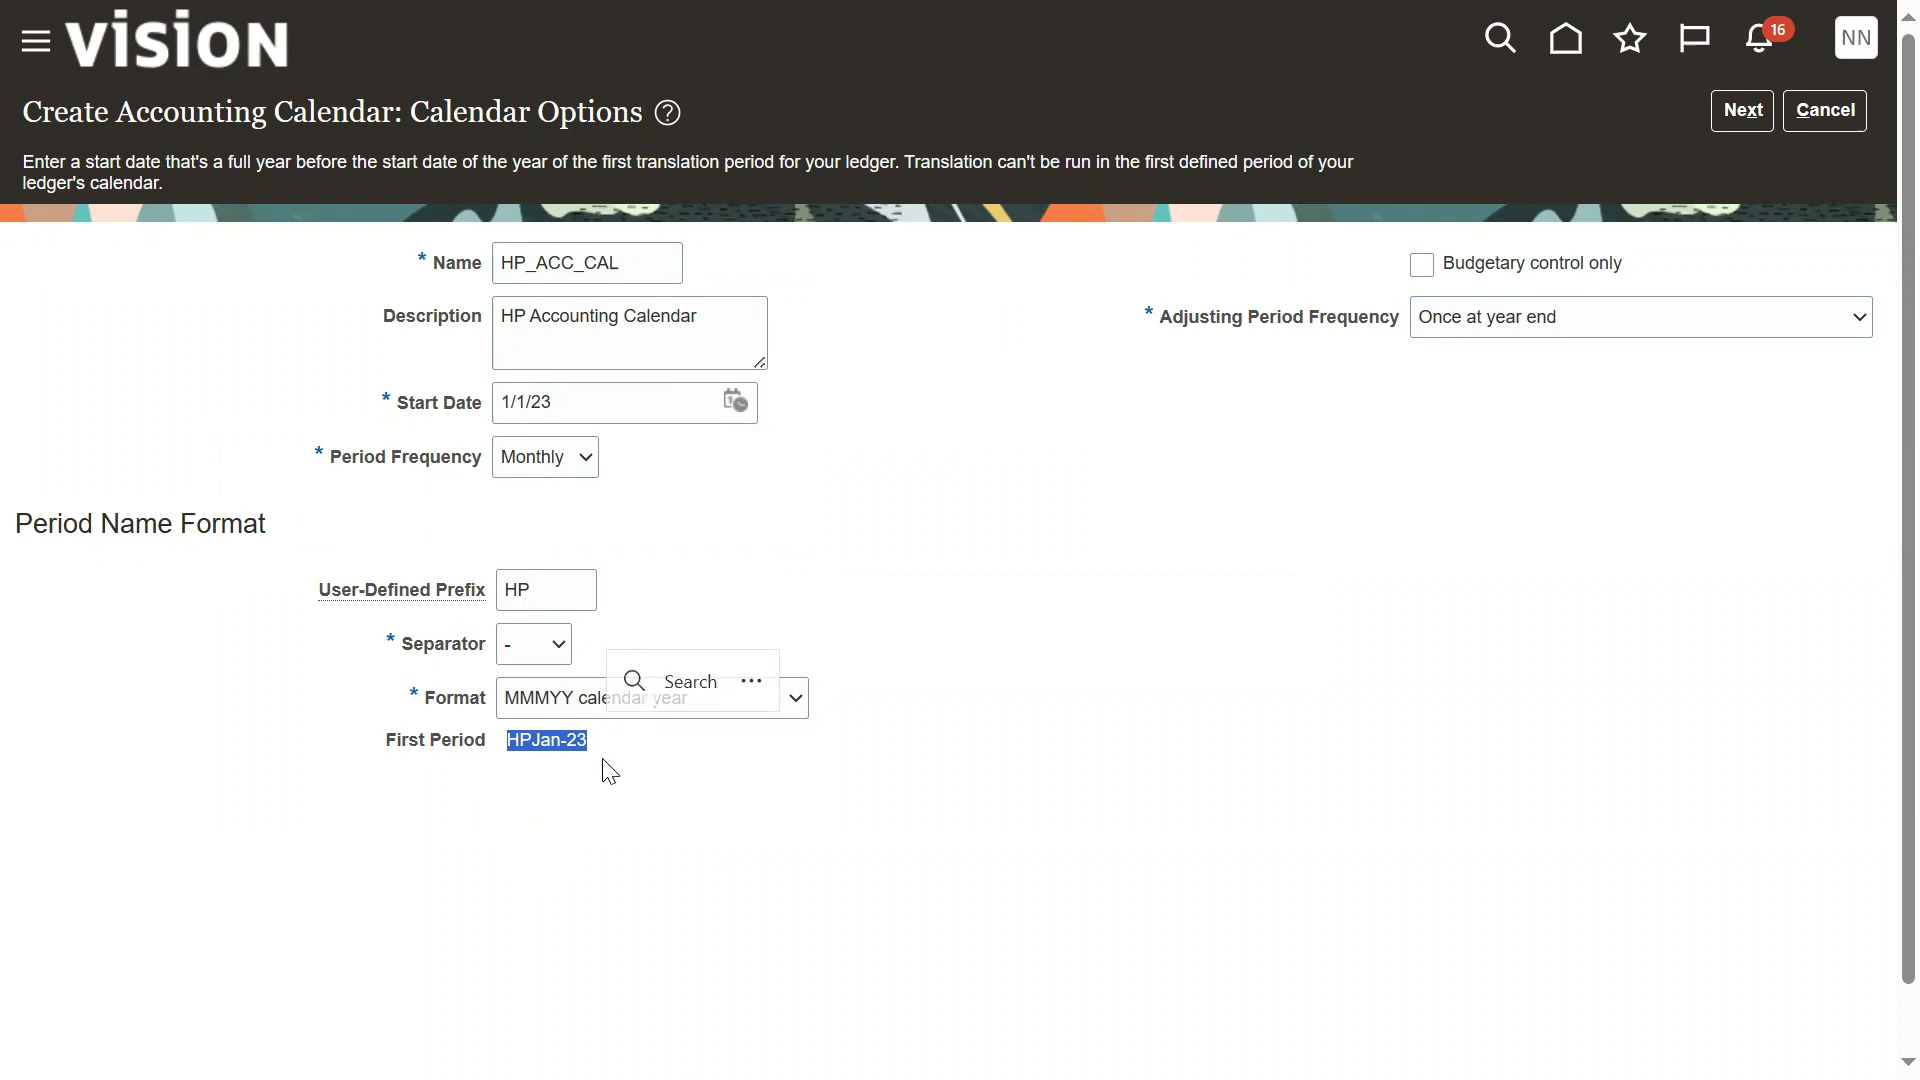 vision
16
NN
Create Accounting Calendar: Calendar Options ?
Next
Cancel
Enter a start date that's a full year before the start date of the year of the first translation period for your ledger. Translation can't be run in the first defined period of your
ledger's calendar.
* Name HP_ACC_CAL
Budgetary control only
Description HP Accounting Calendar
* Adjusting Period Frequency Once at year end
* Start Date 1/1/23
* Period Frequency Monthly
Period Name Format
User-Defined Prefix HP
* Separator -
Search ...
* Format MMMYY calendar year
First Period HPJan-23